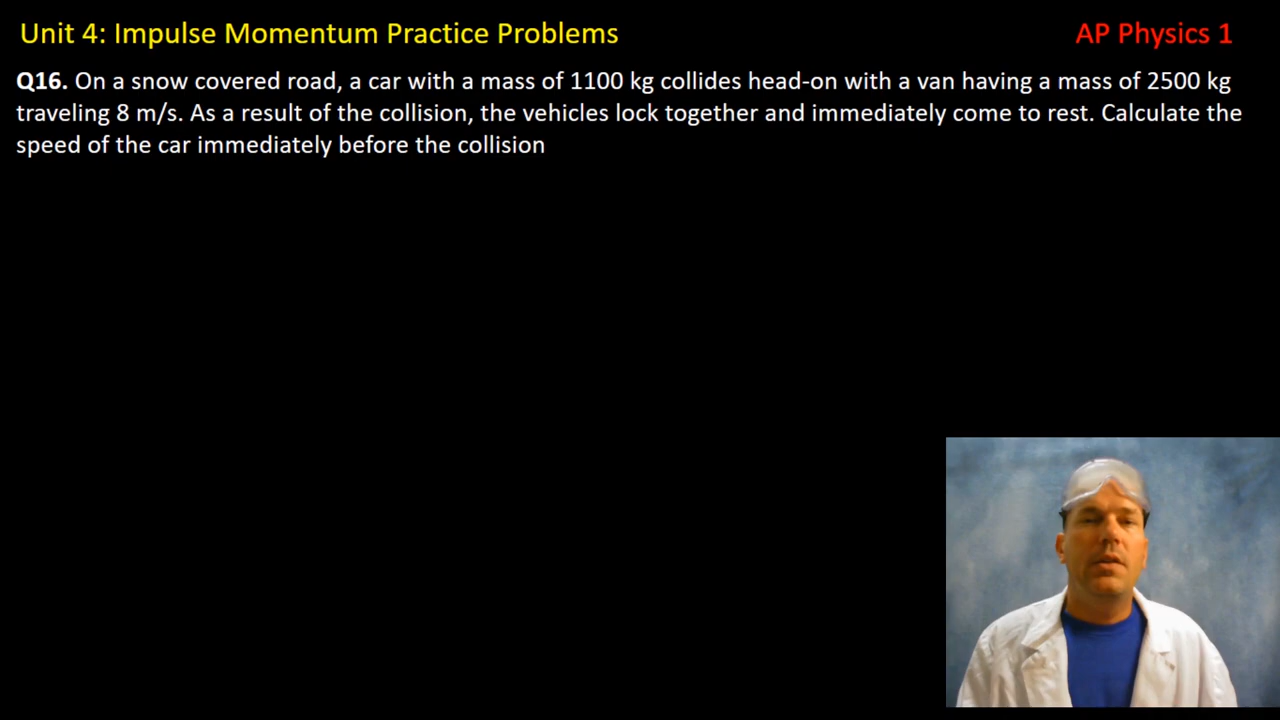 Unit 4: Impulse Momentum Practice Problems
AP Physics 1
Q16. On a snow covered road, a car with a mass of 1100 kg collides head-on with a van having a mass of 2500 kg
traveling 8 m/s. As a result of the collision, the vehicles lock together and immediately come to rest. Calculate the
speed of the car immediately before the collision